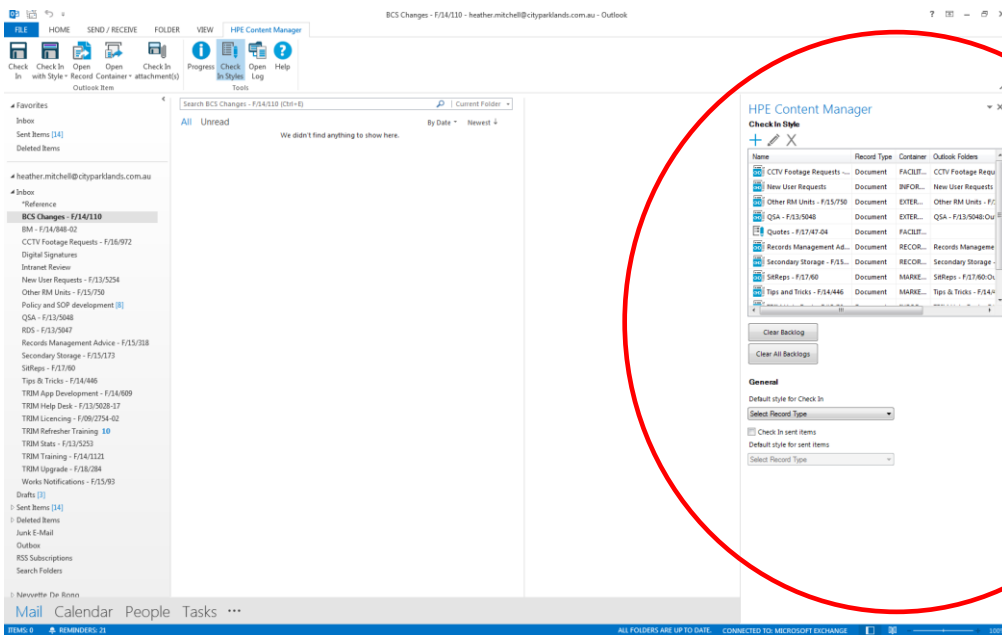 BCS Changes - F/14/110 - heather.mitchell@cityparklands.com.au - Outlook
FILE HOME SEND / RECEIVE FOLDER VIEW HPE Content Manager
Check In
Check In with Style
Open Record
Open Container
Check In attachment(s)
Outlook Item
Progress
Check In Styles
Open Log
Help
Tools
Favorites
Inbox
Sent Items [14]
Deleted Items
heather.mitchell@cityparklands.com.au
Inbox
*Reference
BCS Changes - F/14/110
BM - F/14/848-02
CCTV Footage Requests - F/16/972
Digital Signatures
Intranet Review
New User Requests - F/13/5254
Other RM Units - F/15/750
Policy and SOP development [8]
QSA - F/13/5048
RDS - F/13/5047
Records Management Advice - F/15/318
Secondary Storage - F/15/173
SitReps - F/17/60
Tips & Tricks - F/14/446
TRIM App Development - F/14/609
TRIM Help Desk - F/13/5028-17
TRIM Licencing - F/09/2754-02
TRIM Refresher Training 10
TRIM Stats - F/13/5253
TRIM Training - F/14/1121
TRIM Upgrade - F/18/284
Works Notifications - F/15/93
Drafts [3]
Sent Items [14]
Deleted Items
Junk E-Mail
Outbox
RSS Subscriptions
Search Folders
Nevvette De Bono
Search BCS Changes - F/14/110 (Ctrl+E) Current Folder
All Unread By Date Newest
We didn't find anything to show here.
HPE Content Manager
Check In Style
Name Record Type Container Outlook Folders
CCTV Footage Requests -... Document FACILIT... CCTV Footage Requ
New User Requests Document INFOR... New User Requests
Other RM Units - F/15/750 Document EXTER... Other RM Units - F/
QSA - F/13/5048 Document EXTER... QSA - F/13/5048:Ou
Quotes - F/17/47-04 Document FACILIT...
Records Management Ad... Document RECOR... Records Manageme
Secondary Storage - F/15... Document RECOR... Secondary Storage -
SitReps - F/17/60 Document MARKE... SitReps - F/17/60:Ou
Tips and Tricks - F/14/446 Document MARKE... Tips & Tricks - F/14/4
Clear Backlog
Clear All Backlogs
General
Default style for Check In
Select Record Type
Check In sent items
Default style for sent items
Select Record Type
Mail Calendar People Tasks ...
ITEMS: 0 REMINDERS: 21 ALL FOLDERS ARE UP TO DATE. CONNECTED TO: MICROSOFT EXCHANGE